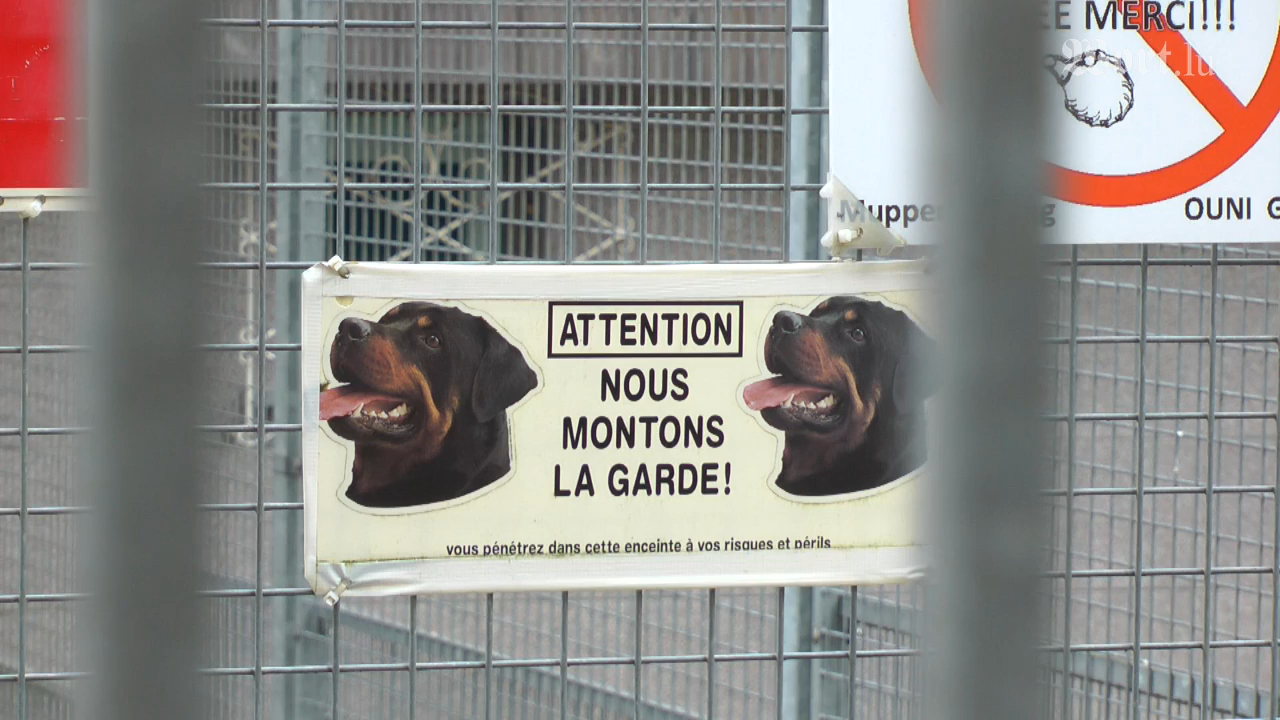 MERCI!!!
OUNI
ATTENTION
NOUS
MONTONS
LA GARDE!
vous pénétrez dans cette enceinte à vos risques et périls